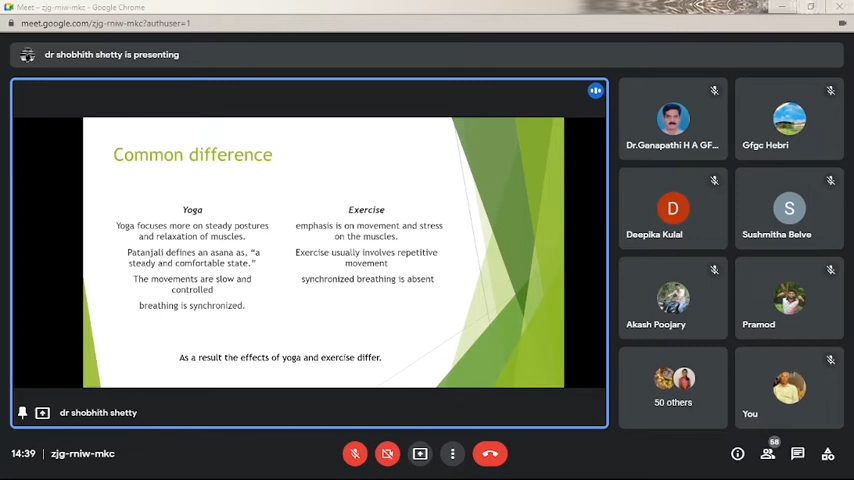 Meet – zjg-rniw-mkc - Google Chrome
meet.google.com/zjg-rniw-mkc?authuser=1
dr shobhith shetty is presenting
Common difference
Yoga
Yoga focuses more on steady postures
and relaxation of muscles.
Patanjali defines an asana as, “a
steady and comfortable state.”
The movements are slow and
controlled
breathing is synchronized.
Exercise
emphasis is on movement and stress
on the muscles.
Exercise usually involves repetitive
movement
synchronized breathing is absent
As a result the effects of yoga and exercise differ.
dr shobhith shetty
Dr.Ganapathi H A GF...
Gfgc Hebri
D
Deepika Kulal
S
Sushmitha Belve
Akash Poojary
Pramod
50 others
You
14:39
zjg-rniw-mkc
58